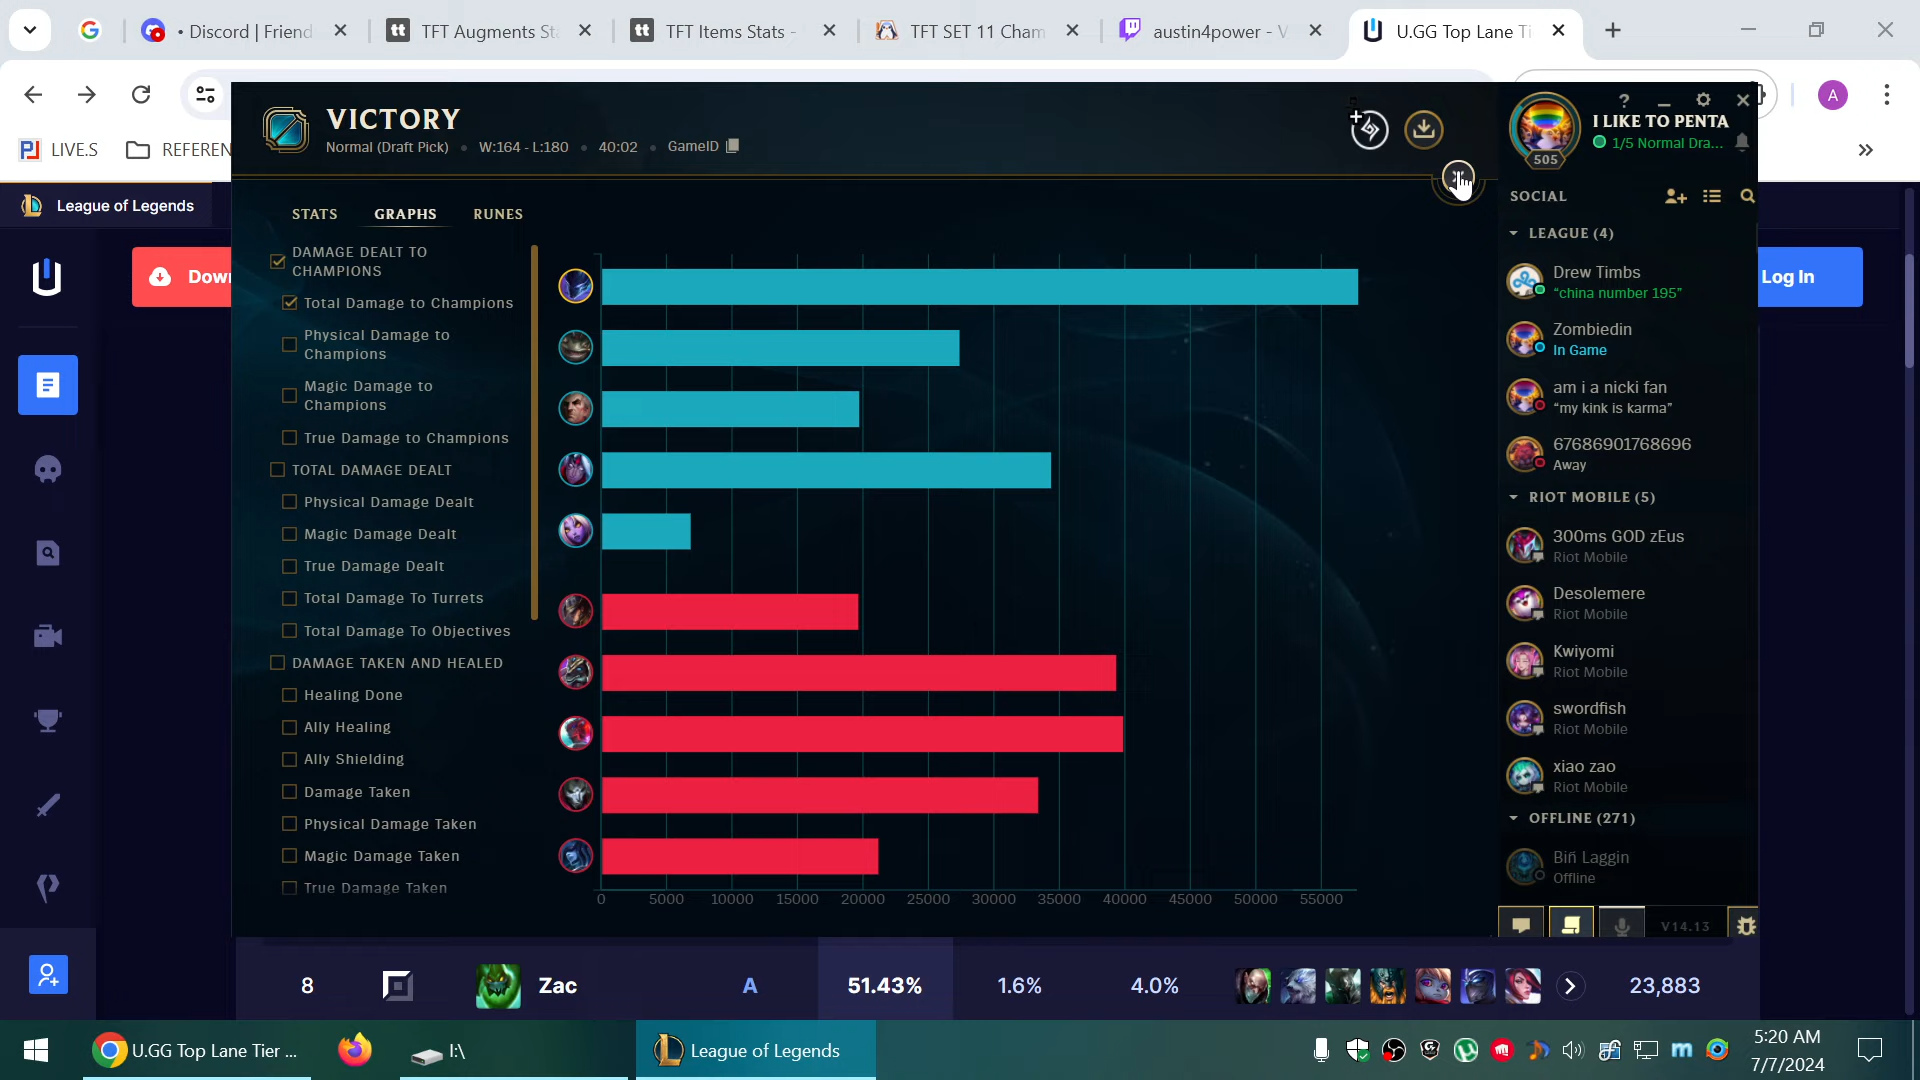 • Discord | Friend
TFT Augments St
TFT Items Stats -
TFT SET 11 Cham
austin4power - V
U.GG Top Lane Ti
A
LIVE.S
REFEREN
»
League of Legends
Down
Log In
VICTORY
Normal (Draft Pick) • W:164 - L:180 • 40:02 • GameID
I LIKE TO PENTA
1/5 Normal Dra...
505
STATS
GRAPHS
RUNES
DAMAGE DEALT TO
CHAMPIONS
Total Damage to Champions
Physical Damage to
Champions
Magic Damage to
Champions
True Damage to Champions
TOTAL DAMAGE DEALT
Physical Damage Dealt
Magic Damage Dealt
True Damage Dealt
Total Damage To Turrets
Total Damage To Objectives
DAMAGE TAKEN AND HEALED
Healing Done
Ally Healing
Ally Shielding
Damage Taken
Physical Damage Taken
Magic Damage Taken
True Damage Taken
0 5000 10000 15000 20000 25000 30000 35000 40000 45000 50000 55000
SOCIAL
LEAGUE (4)
Drew Timbs
“china number 195”
Zombiedin
In Game
am i a nicki fan
“my kink is karma”
67686901768696
Away
RIOT MOBILE (5)
300ms GOD zEus
Riot Mobile
Desolemere
Riot Mobile
Kwiyomi
Riot Mobile
swordfish
Riot Mobile
xiao zao
Riot Mobile
OFFLINE (271)
Biñ Laggin
Offline
V14.13
8 Zac A 51.43% 1.6% 4.0% 23,883
U.GG Top Lane Tier ...
I:\
League of Legends
5:20 AM
7/7/2024